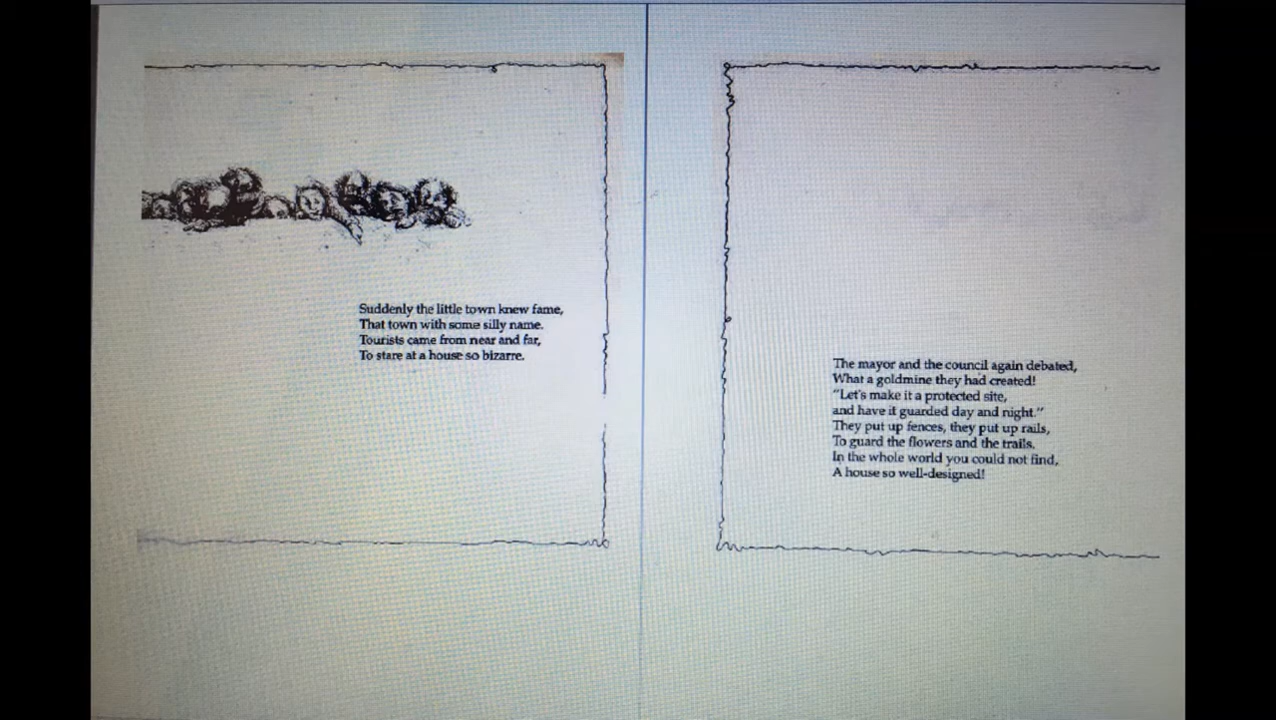 Suddenly the little town knew fame,
That town with some silly name.
Tourists came from near and far,
To stare at a house so bizarre.
The mayor and the council again debated,
What a goldmine they had created!
"Let's make it a protected site,
and have it guarded day and night."
They put up fences, they put up rails,
To guard the flowers and the trails.
In the whole world you could not find,
A house so well-designed!